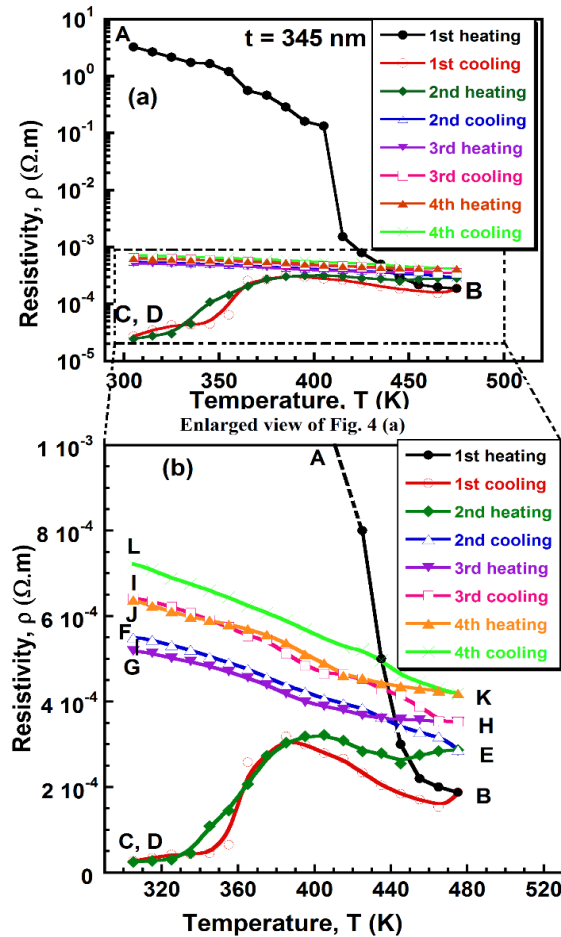 10^1
10^0
10^-1
10^-2
10^-3
10^-4
10^-5
Resistivity, ρ (Ω.m)
A
t = 345 nm
(a)
1st heating
1st cooling
2nd heating
2nd cooling
3rd heating
3rd cooling
4th heating
4th cooling
B
C, D
300 350 400 450 500
Temperature, T (K)
Enlarged view of Fig. 4 (a)
1 10^-3
8 10^-4
6 10^-4
4 10^-4
2 10^-4
0
Resistivity, ρ (Ω.m)
(b)
A
1st heating
1st cooling
2nd heating
2nd cooling
3rd heating
3rd cooling
4th heating
4th cooling
L
I
J
F
G
K
H
E
B
C, D
320 360 400 440 480 520
Temperature, T (K)